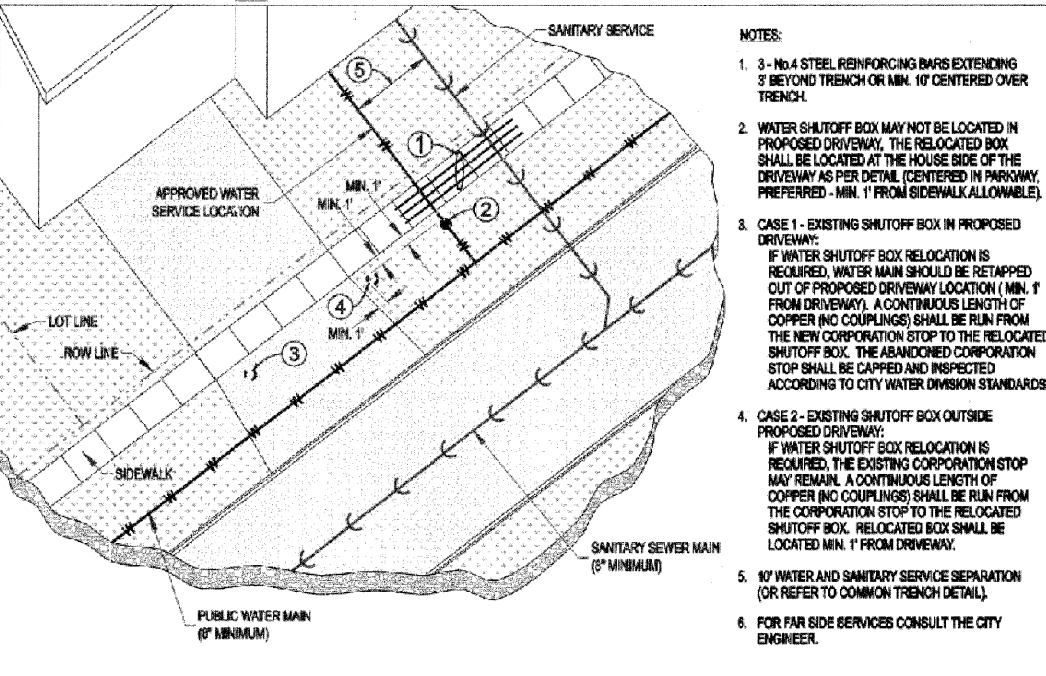 SANITARY SERVICE
5
1
APPROVED WATER
SERVICE LOCATION
MIN. 1'
MIN. 1'
2
4
MIN. 1'
3
LOT LINE
ROW LINE
SIDEWALK
SANITARY SEWER MAIN
(8" MINIMUM)
PUBLIC WATER MAIN
(8" MINIMUM)
NOTES:
1. 3 - No.4 STEEL REINFORCING BARS EXTENDING
3' BEYOND TRENCH OR MIN. 10' CENTERED OVER
TRENCH.
2. WATER SHUTOFF BOX MAY NOT BE LOCATED IN
PROPOSED DRIVEWAY. THE RELOCATED BOX
SHALL BE LOCATED AT THE HOUSE SIDE OF THE
DRIVEWAY AS PER DETAIL (CENTERED IN PARKWAY,
PREFERRED - MIN. 1' FROM SIDEWALK ALLOWABLE).
3. CASE 1 - EXISTING SHUTOFF BOX IN PROPOSED
DRIVEWAY:
IF WATER SHUTOFF BOX RELOCATION IS
REQUIRED, WATER MAIN SHOULD BE RETAPPED
OUT OF PROPOSED DRIVEWAY LOCATION ( MIN. 1'
FROM DRIVEWAY). A CONTINUOUS LENGTH OF
COPPER (NO COUPLINGS) SHALL BE RUN FROM
THE NEW CORPORATION STOP TO THE RELOCATED
SHUTOFF BOX. THE ABANDONED CORPORATION
STOP SHALL BE CAPPED AND INSPECTED
ACCORDING TO CITY WATER DIVISION STANDARDS
4. CASE 2 - EXISTING SHUTOFF BOX OUTSIDE
PROPOSED DRIVEWAY:
IF WATER SHUTOFF BOX RELOCATION IS
REQUIRED, THE EXISTING CORPORATION STOP
MAY REMAIN. A CONTINUOUS LENGTH OF
COPPER (NO COUPLINGS) SHALL BE RUN FROM
THE CORPORATION STOP TO THE RELOCATED
SHUTOFF BOX. RELOCATED BOX SHALL BE
LOCATED MIN. 1' FROM DRIVEWAY.
5. 10' WATER AND SANITARY SERVICE SEPARATION
(OR REFER TO COMMON TRENCH DETAIL).
6. FOR FAR SIDE SERVICES CONSULT THE CITY
ENGINEER.